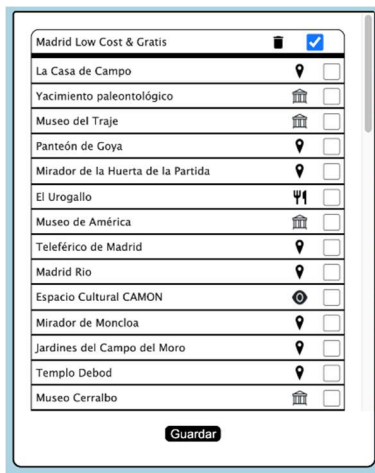 Madrid Low Cost & Gratis
La Casa de Campo
Yacimiento paleontológico
Museo del Traje
Panteón de Goya
Mirador de la Huerta de la Partida
El Urogallo
Museo de América
Teleférico de Madrid
Madrid Rio
Espacio Cultural CAMON
Mirador de Moncloa
Jardines del Campo del Moro
Templo Debod
Museo Cerralbo
Guardar